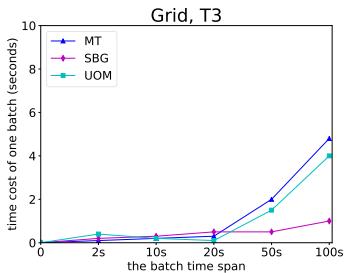 Grid, T3
time cost of one batch (seconds)
10
8
6
4
2
0
MT
SBG
UOM
0 2s 10s 20s 50s 100s
the batch time span